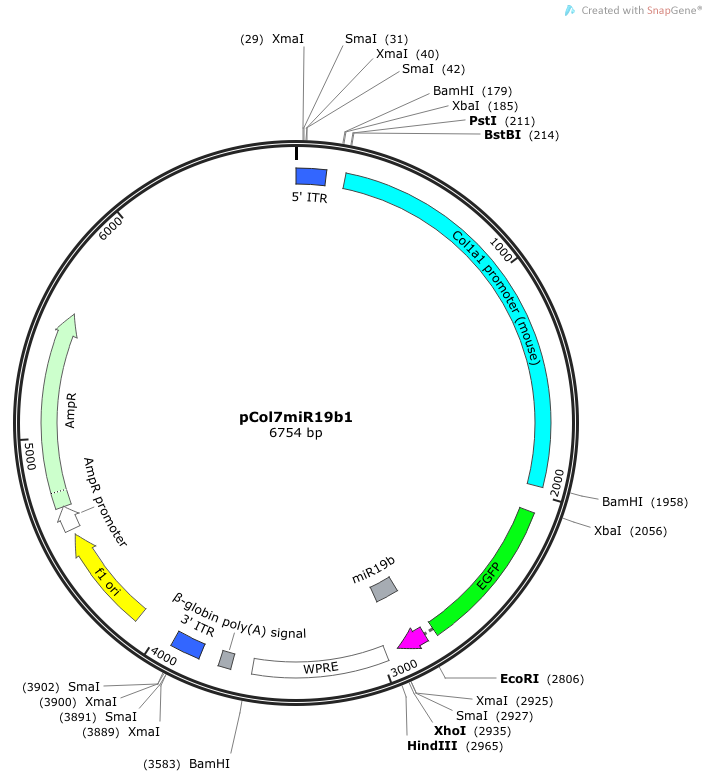 Created with SnapGene®
(29) XmaI
SmaI (31)
XmaI (40)
SmaI (42)
BamHI (179)
XbaI (185)
PstI (211)
BstBI (214)
5' ITR
6000
1000
Col1a1 promoter (mouse)
AmpR
pCol7miR19b1
6754 bp
5000
2000
AmpR promoter
BamHI (1958)
XbaI (2056)
EGFP
miR19b
f1 ori
β-globin poly(A) signal
3' ITR
4000
WPRE
3000
EcoRI (2806)
(3902) SmaI
(3900) XmaI
(3891) SmaI
(3889) XmaI
XmaI (2925)
SmaI (2927)
XhoI (2935)
HindIII (2965)
(3583) BamHI